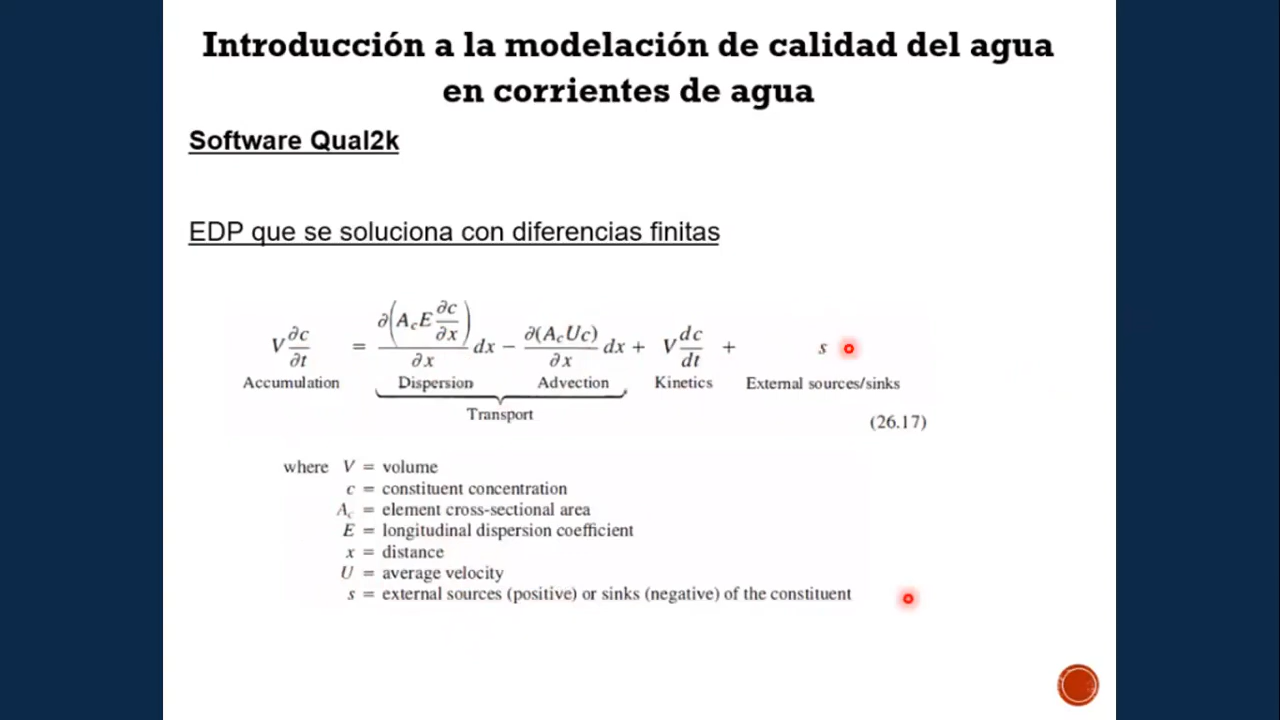 Introducción a la modelación de calidad del agua
en corrientes de agua
Software Qual2k
EDP que se soluciona con diferencias finitas
V ∂c/∂t = ∂(A_c E ∂c/∂x)/∂x dx − ∂(A_c Uc)/∂x dx + V dc/dt + s
Accumulation Dispersion Advection Kinetics External sources/sinks
Transport
(26.17)
where V = volume
c = constituent concentration
A_c = element cross-sectional area
E = longitudinal dispersion coefficient
x = distance
U = average velocity
s = external sources (positive) or sinks (negative) of the constituent